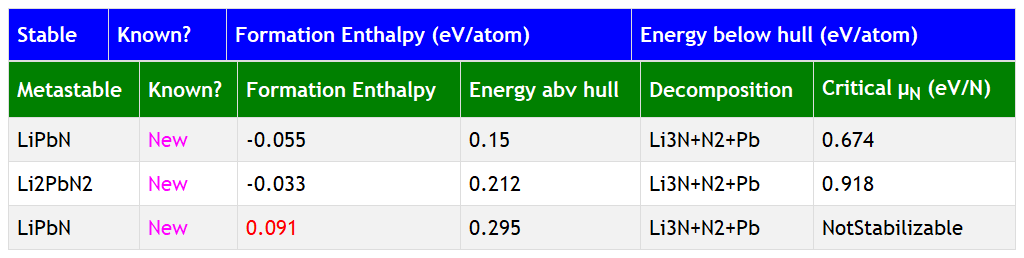 Stable Known? Formation Enthalpy (eV/atom) Energy below hull (eV/atom)
Metastable Known? Formation Enthalpy Energy abv hull Decomposition Critical μN (eV/N)
LiPbN New -0.055 0.15 Li3N+N2+Pb 0.674
Li2PbN2 New -0.033 0.212 Li3N+N2+Pb 0.918
LiPbN New 0.091 0.295 Li3N+N2+Pb NotStabilizable